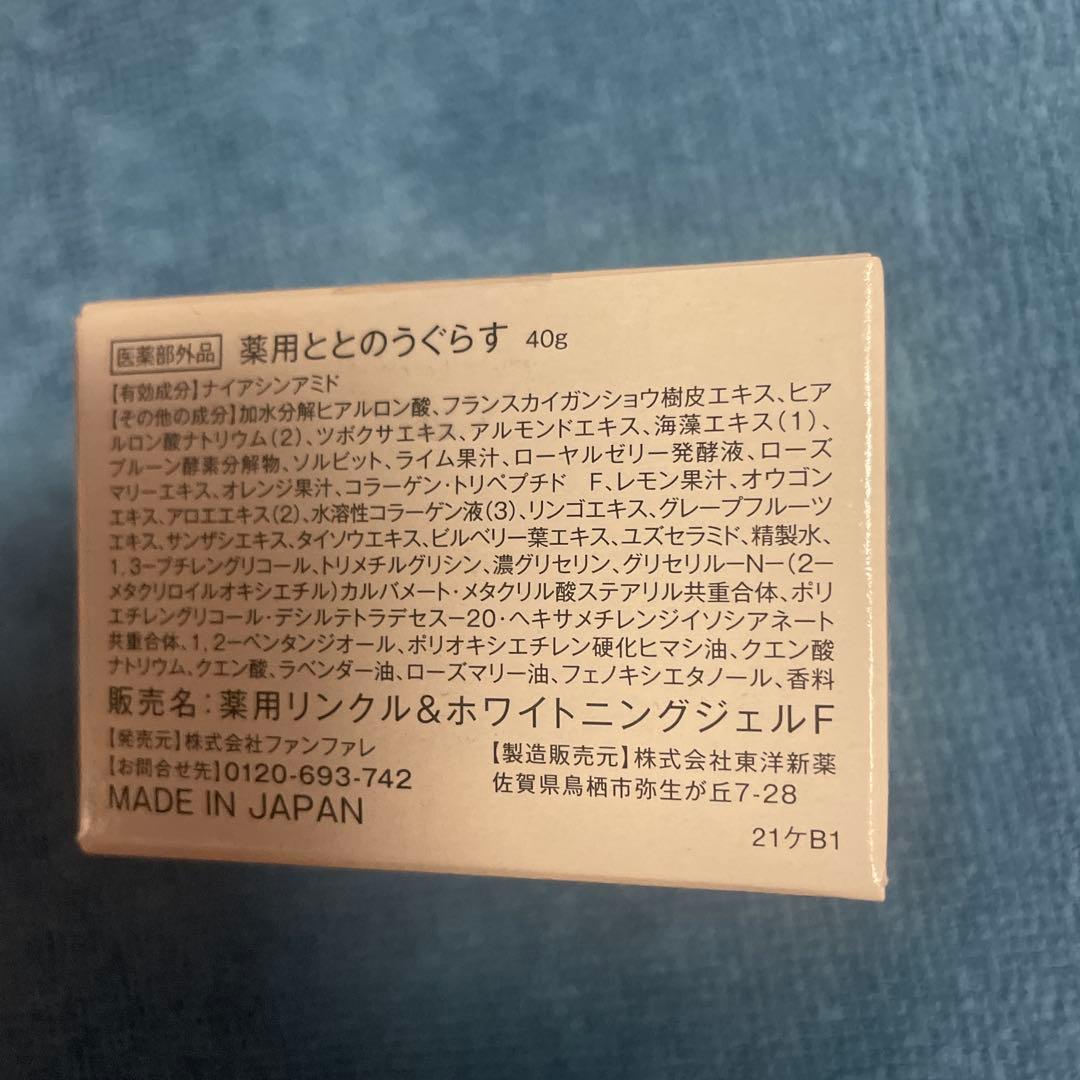 医薬部外品 薬用ととのうぐらす 40g
【有効成分】ナイアシンアミド
【その他の成分】加水分解ヒアルロン酸、フランスカイガンショウ樹皮エキス、ヒア
ルロン酸ナトリウム(2)、ツボクサエキス、アルモンドエキス、海藻エキス(1)、
プルーン酵素分解物、ソルビット、ライム果汁、ローヤルゼリー発酵液、ローズ
マリーエキス、オレンジ果汁、コラーゲン・トリペプチド F、レモン果汁、オウゴン
エキス、アロエエキス(2)、水溶性コラーゲン液(3)、リンゴエキス、グレープフルーツ
エキス、サンザシエキス、タイソウエキス、ビルベリー葉エキス、ユズセラミド、精製水、
1,3-ブチレングリコール、トリメチルグリシン、濃グリセリン、グリセリル-N-(2-
メタクリロイルオキシエチル)カルバメート・メタクリル酸ステアリル共重合体、ポリ
エチレングリコール・デシルテトラデセス-20・ヘキサメチレンジイソシアネート
共重合体、1,2-ペンタンジオール、ポリオキシエチレン硬化ヒマシ油、クエン酸
ナトリウム、クエン酸、ラベンダー油、ローズマリー油、フェノキシエタノール、香料
販売名:薬用リンクル&ホワイトニングジェルF
【発売元】株式会社ファンファレ
【お問合せ先】0120-693-742
MADE IN JAPAN
【製造販売元】株式会社東洋新薬
佐賀県鳥栖市弥生が丘7-28
21ケB1